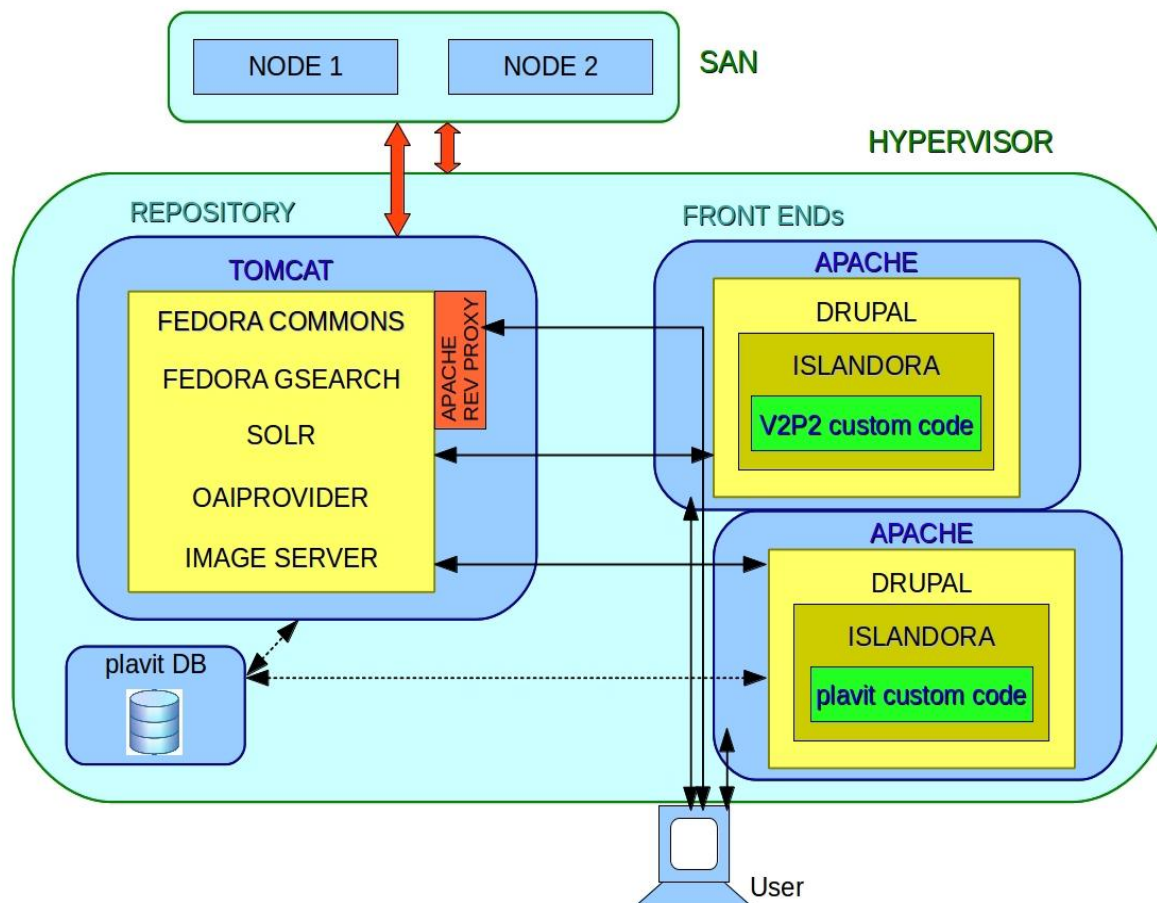 NODE 1
NODE 2
SAN
HYPERVISOR
REPOSITORY
TOMCAT
FEDORA COMMONS
FEDORA GSEARCH
SOLR
OAIPROVIDER
IMAGE SERVER
APACHE
REV PROXY
plavit DB
FRONT ENDs
APACHE
DRUPAL
ISLANDORA
V2P2 custom code
APACHE
DRUPAL
ISLANDORA
plavit custom code
User